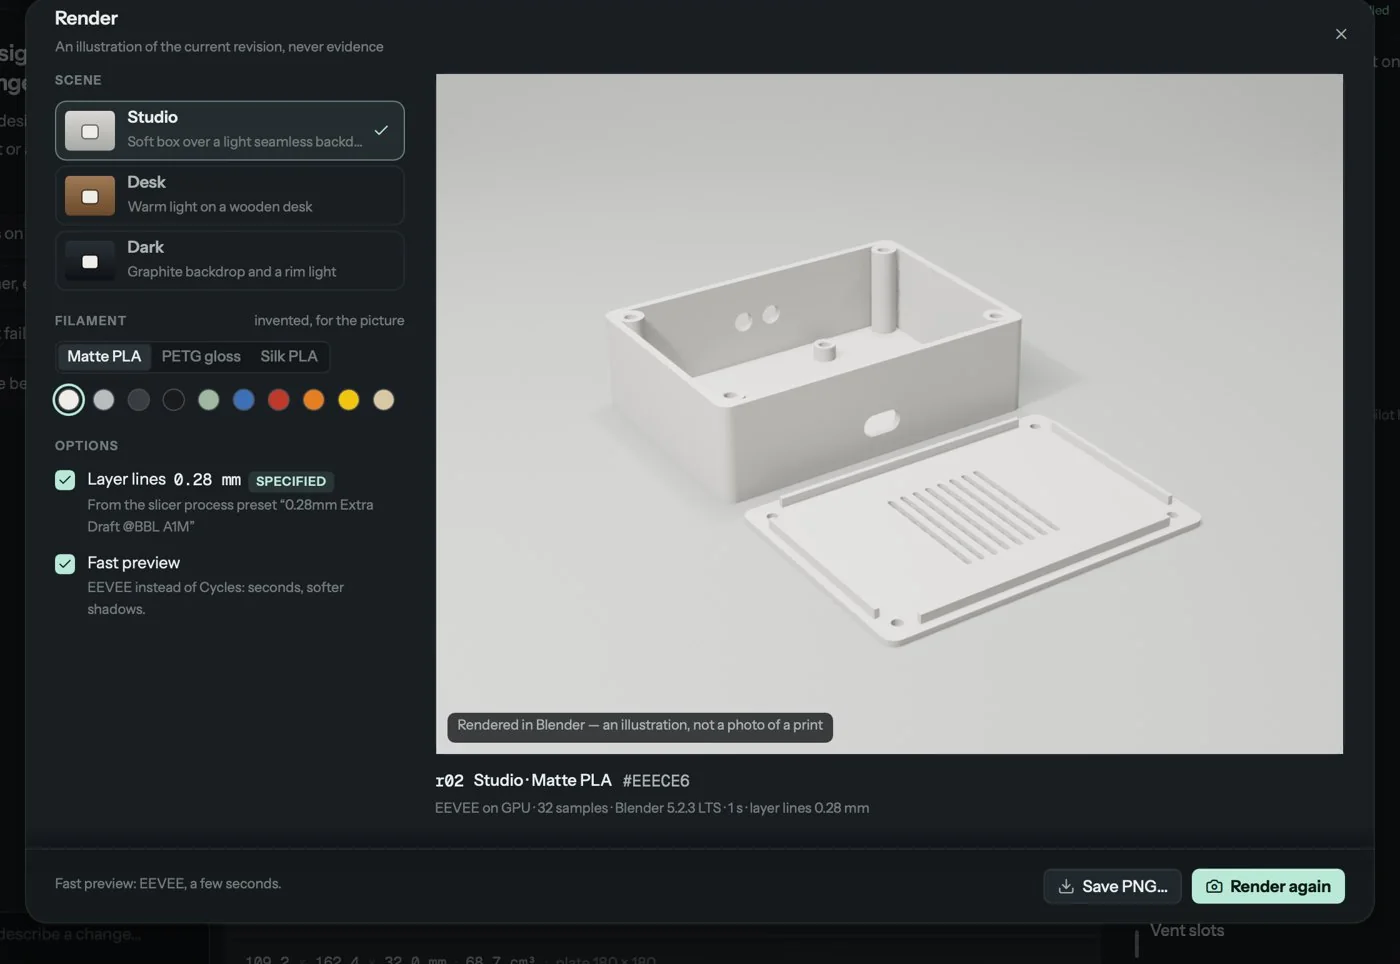 Render
An illustration of the current revision, never evidence
SCENE
Studio
Soft box over a light seamless backd...
Desk
Warm light on a wooden desk
Dark
Graphite backdrop and a rim light
FILAMENT invented, for the picture
Matte PLA PETG gloss Silk PLA
OPTIONS
Layer lines 0.28 mm SPECIFIED
From the slicer process preset “0.28mm Extra
Draft @BBL A1M”
Fast preview
EEVEE instead of Cycles: seconds, softer
shadows.
Rendered in Blender — an illustration, not a photo of a print
r02 Studio · Matte PLA #EEECE6
EEVEE on GPU · 32 samples · Blender 5.2.3 LTS · 1 s · layer lines 0.28 mm
Fast preview: EEVEE, a few seconds.
Save PNG...
Render again
describe a change...
Vent slots